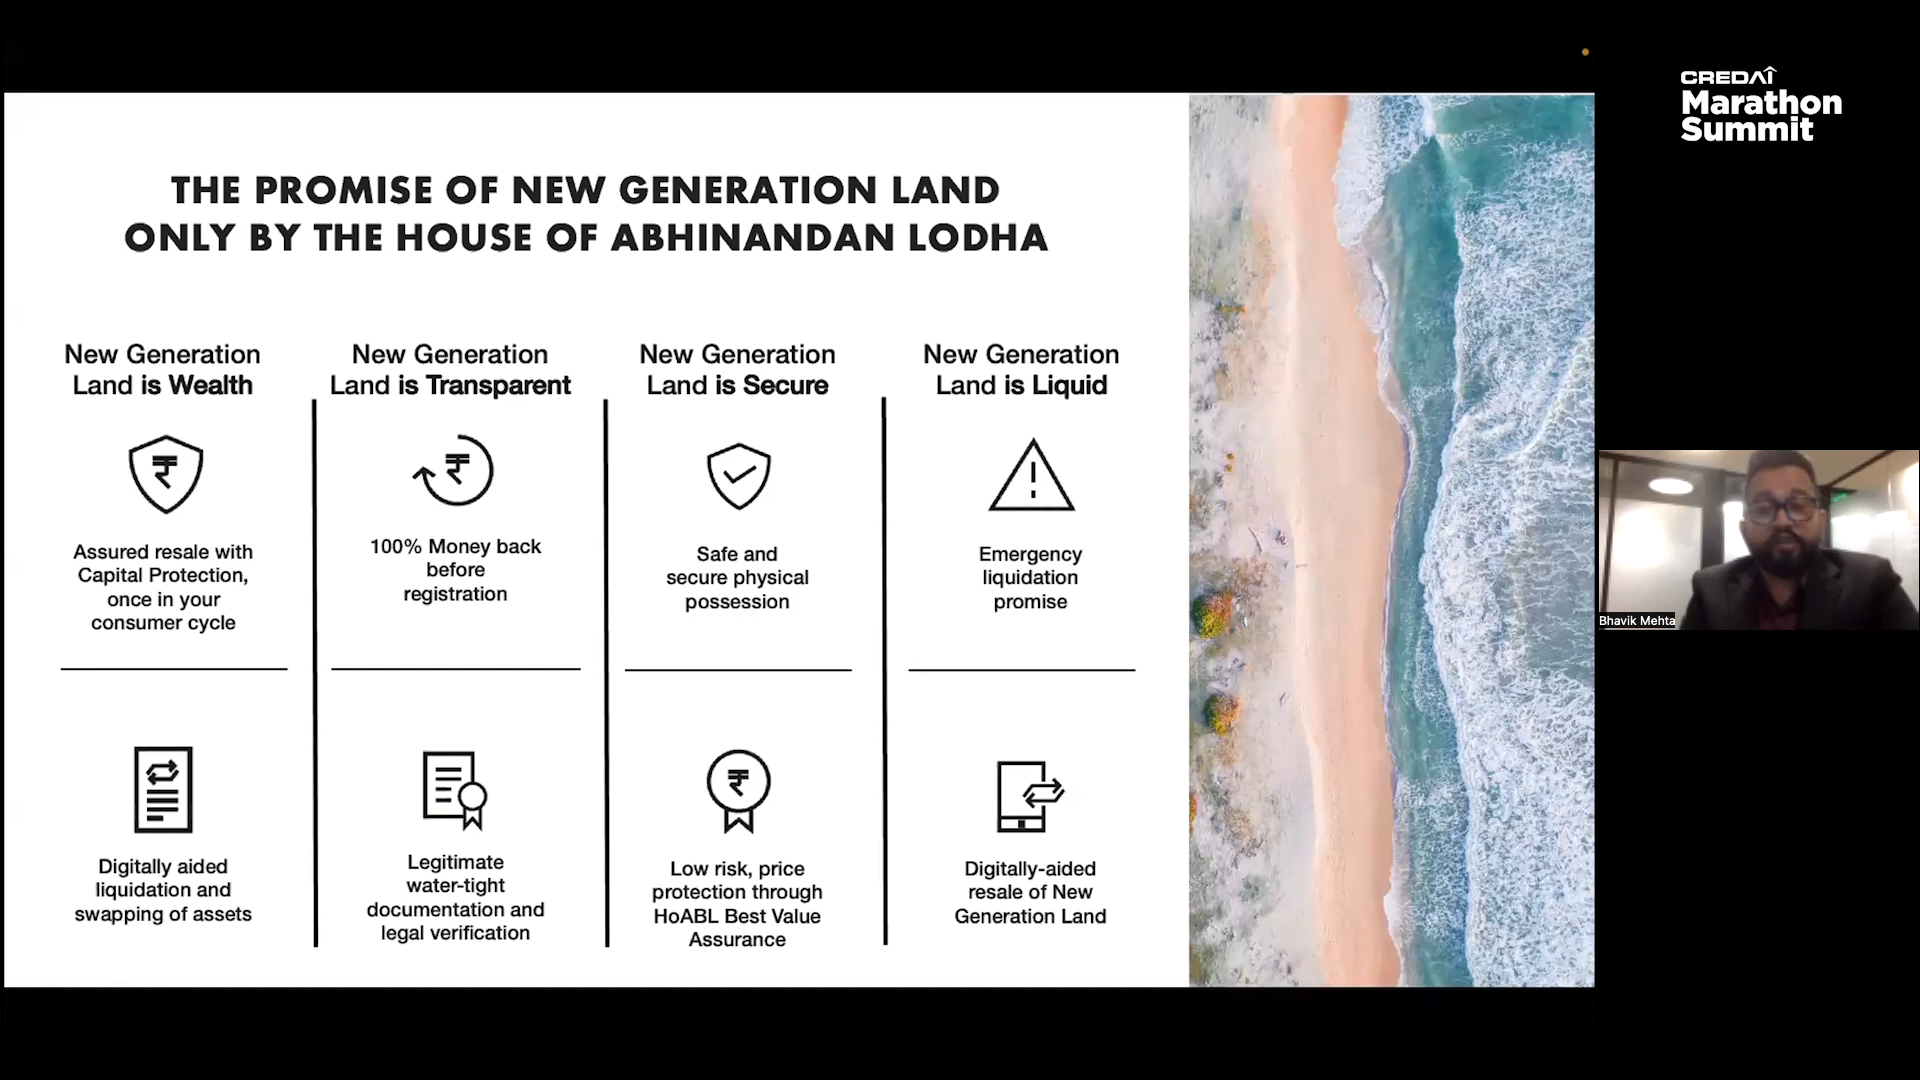 CREDAI
Marathon
Summit
THE PROMISE OF NEW GENERATION LAND
ONLY BY THE HOUSE OF ABHINANDAN LODHA
New Generation
Land is Wealth
₹
Assured resale with
Capital Protection,
once in your
consumer cycle
Digitally aided
liquidation and
swapping of assets
New Generation
Land is Transparent
₹
100% Money back
before
registration
Legitimate
water-tight
documentation and
legal verification
New Generation
Land is Secure
Safe and
secure physical
possession
₹
Low risk, price
protection through
HoABL Best Value
Assurance
New Generation
Land is Liquid
Emergency
liquidation
promise
Digitally-aided
resale of New
Generation Land
Bhavik Mehta